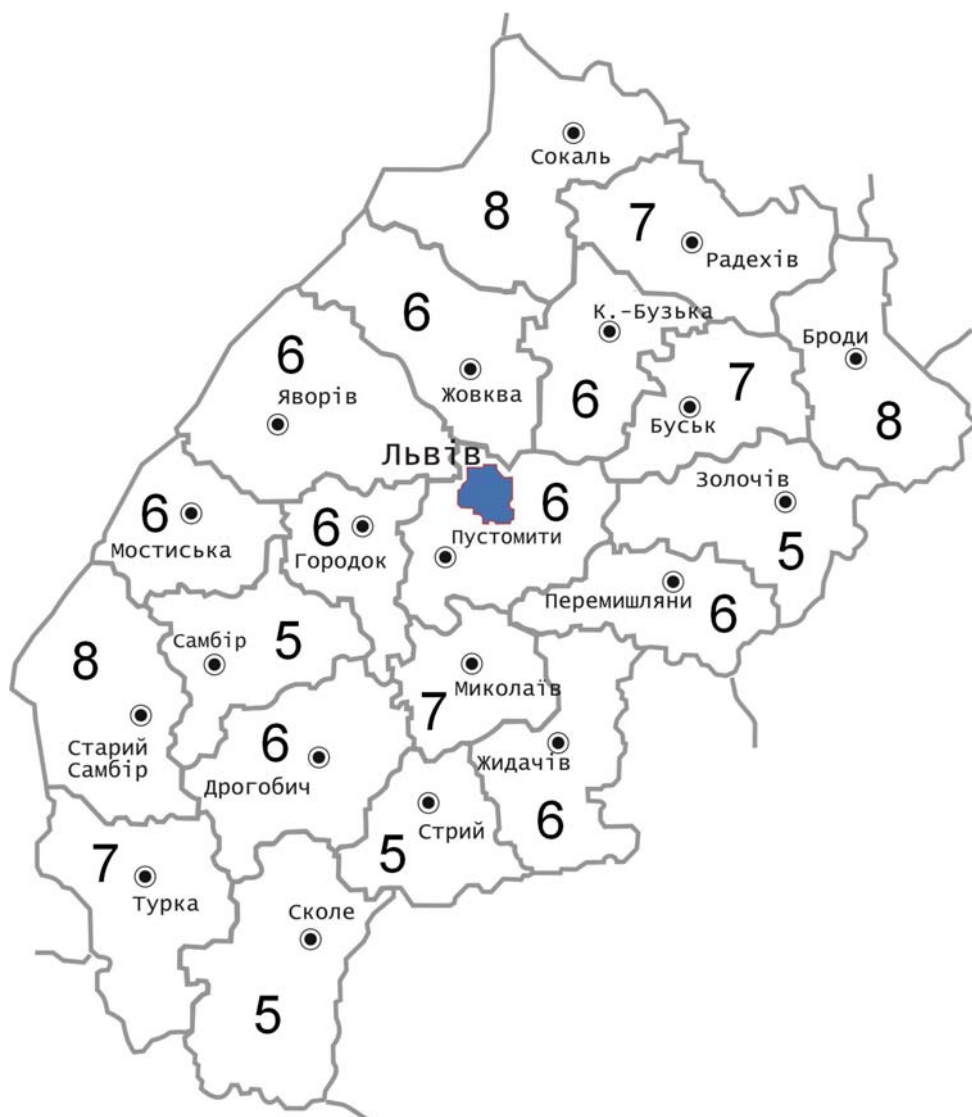 Сокаль
8
7
Радехів
6
К.-Бузька
6
Броди
Яворів
Жовква
7
6
Буськ
8
Львів
Золочів
6
6
6
Пустомити
Мостиська
Городок
5
Перемишляни
6
Самбір
5
8
Миколаїв
7
Старий
Самбір
6
Дрогобич
Жидачів
6
Стрий
5
7
Турка
Сколе
5